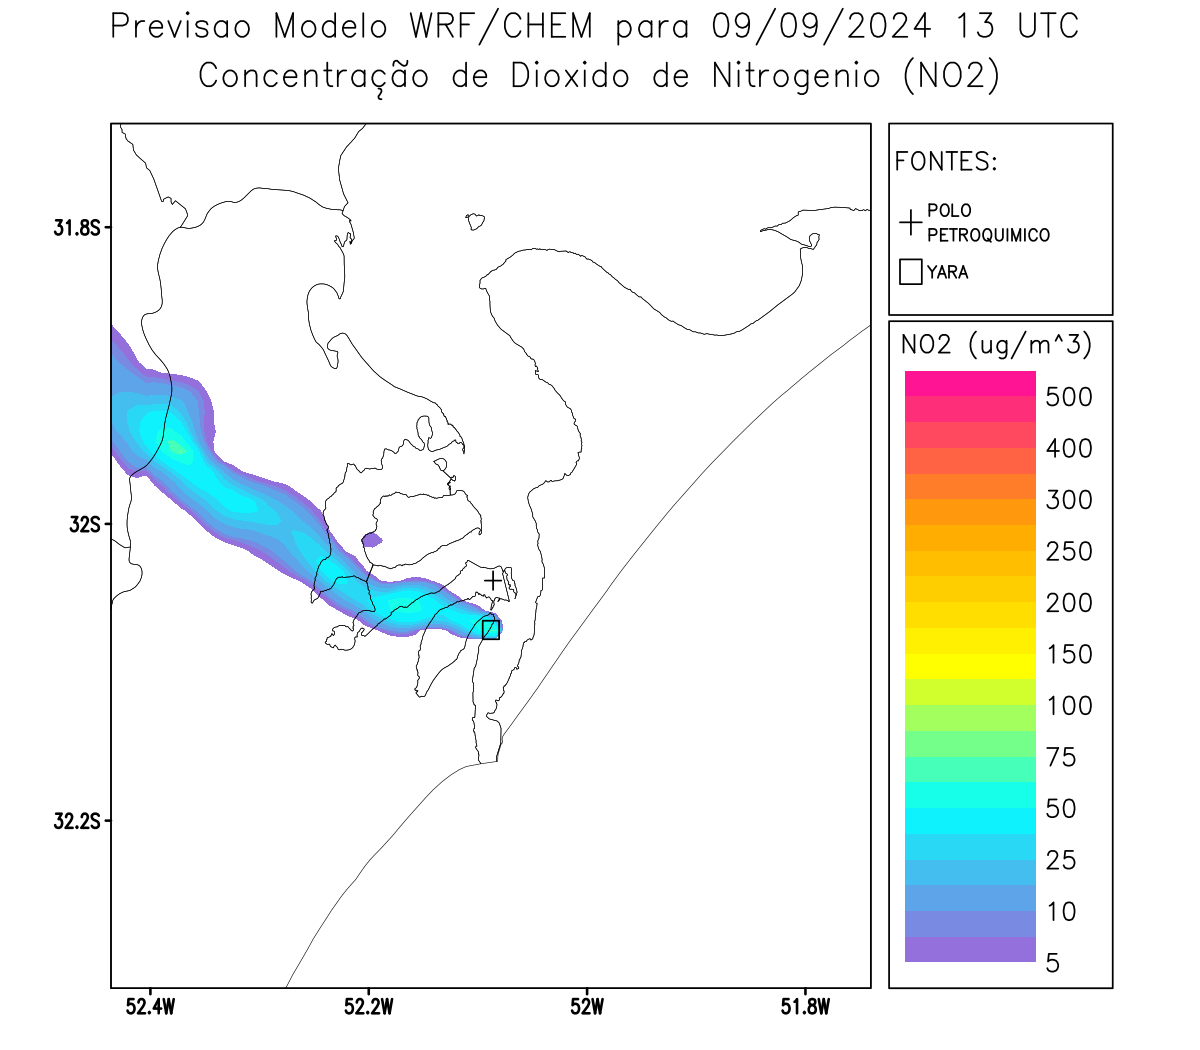 Previsao Modelo WRF/CHEM para 09/09/2024 13 UTC
Concentração de Dioxido de Nitrogenio (NO2)
FONTES:
POLO
PETROQUIMICO
YARA
31.8S
32S
32.2S
52.4W
52.2W
52W
51.8W
NO2 (ug/m^3)
500
400
300
250
200
150
100
75
50
25
10
5